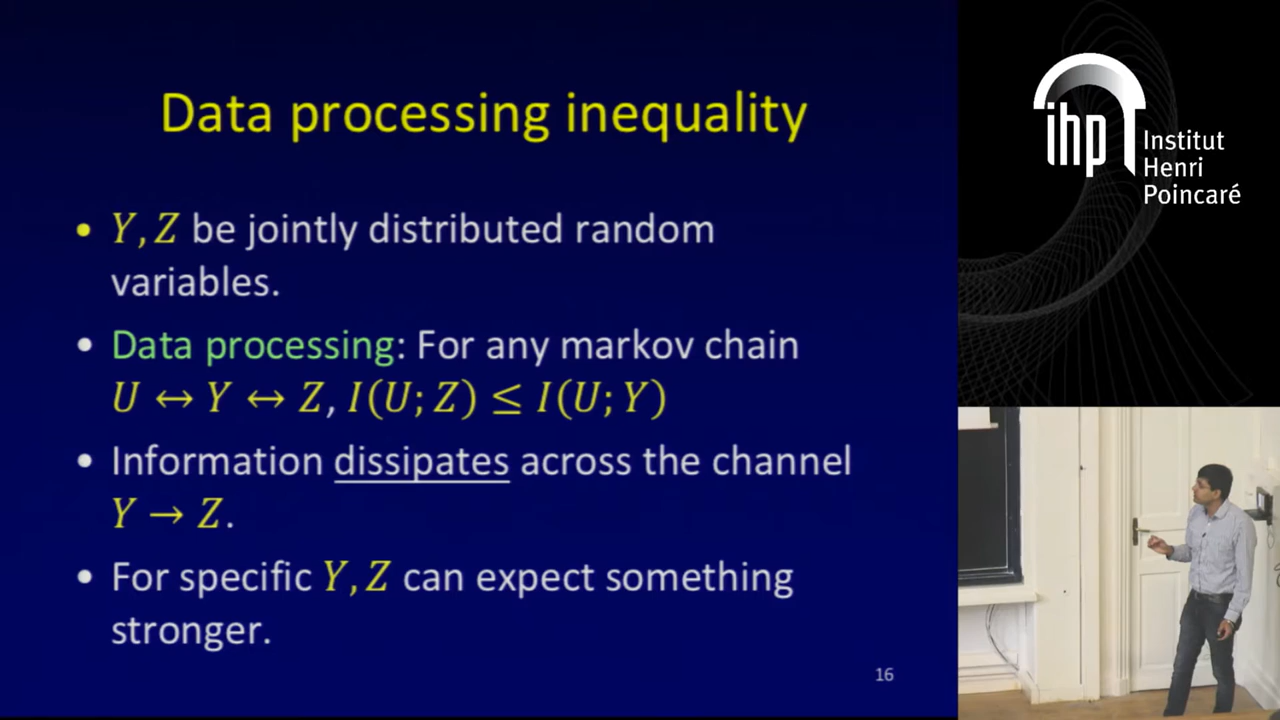 Data processing inequality
• Y, Z be jointly distributed random
variables.
• Data processing: For any markov chain
U ↔ Y ↔ Z, I(U; Z) ≤ I(U; Y)
• Information dissipates across the channel
Y → Z.
• For specific Y, Z can expect something
stronger.
16
ihp
Institut
Henri
Poincaré